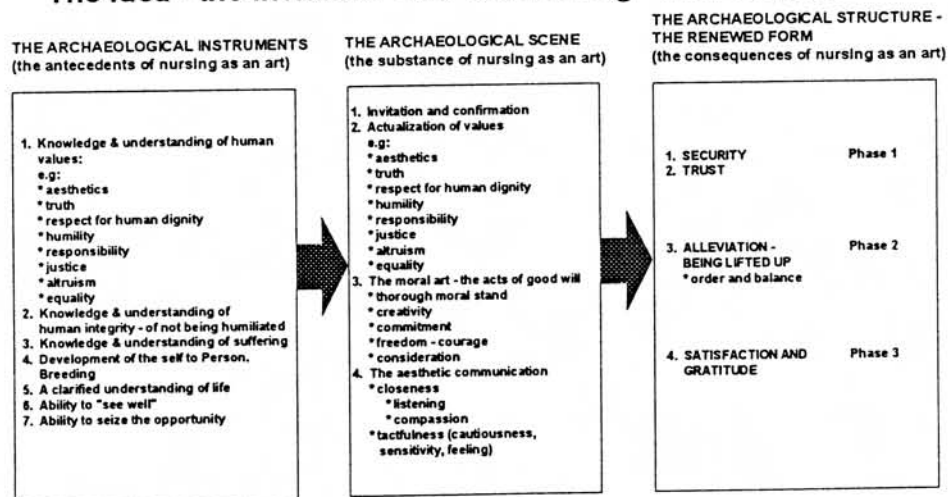 THE ARCHAEOLOGICAL INSTRUMENTS
(the antecedents of nursing as an art)
1. Knowledge & understanding of human
values:
e.g:
* aesthetics
* truth
* respect for human dignity
* humility
* responsibility
* justice
* altruism
* equality
2. Knowledge & understanding of
human integrity - of not being humiliated
3. Knowledge & understanding of suffering
4. Development of the self to Person.
Breeding
5. A clarified understanding of life
6. Ability to "see well"
7. Ability to seize the opportunity
THE ARCHAEOLOGICAL SCENE
(the substance of nursing as an art)
1. Invitation and confirmation
2. Actualization of values
e.g:
* aesthetics
* truth
* respect for human dignity
* humility
* responsibility
* justice
* altruism
* equality
3. The moral art - the acts of good will
* thorough moral stand
* creativity
* commitment
* freedom - courage
* consideration
4. The aesthetic communication
* closeness
* listening
* compassion
* tactfulness (cautiousness,
sensitivity, feeling)
THE ARCHAEOLOGICAL STRUCTURE -
THE RENEWED FORM
(the consequences of nursing as an art)
1. SECURITY Phase 1
2. TRUST
3. ALLEVIATION - Phase 2
BEING LIFTED UP
* order and balance
4. SATISFACTION AND Phase 3
GRATITUDE